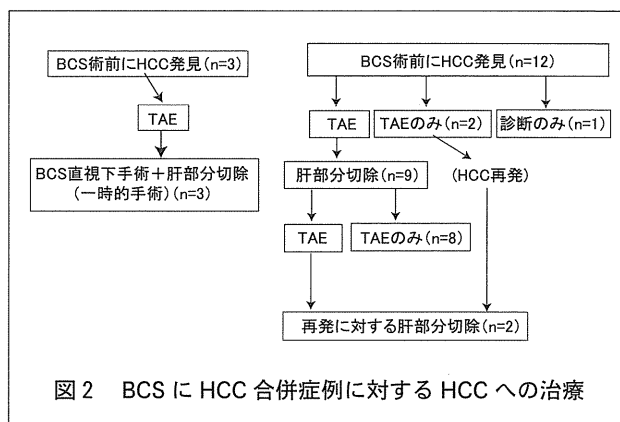 BCS術前にHCC発見(n=3)
TAE
BCS直視下手術＋肝部分切除
(一時的手術)(n=3)
BCS術前にHCC発見(n=12)
TAE
TAEのみ(n=2)
診断のみ(n=1)
肝部分切除(n=9)
(HCC再発)
TAE
TAEのみ(n=8)
再発に対する肝部分切除(n=2)
図2 BCSにHCC合併症例に対するHCCへの治療